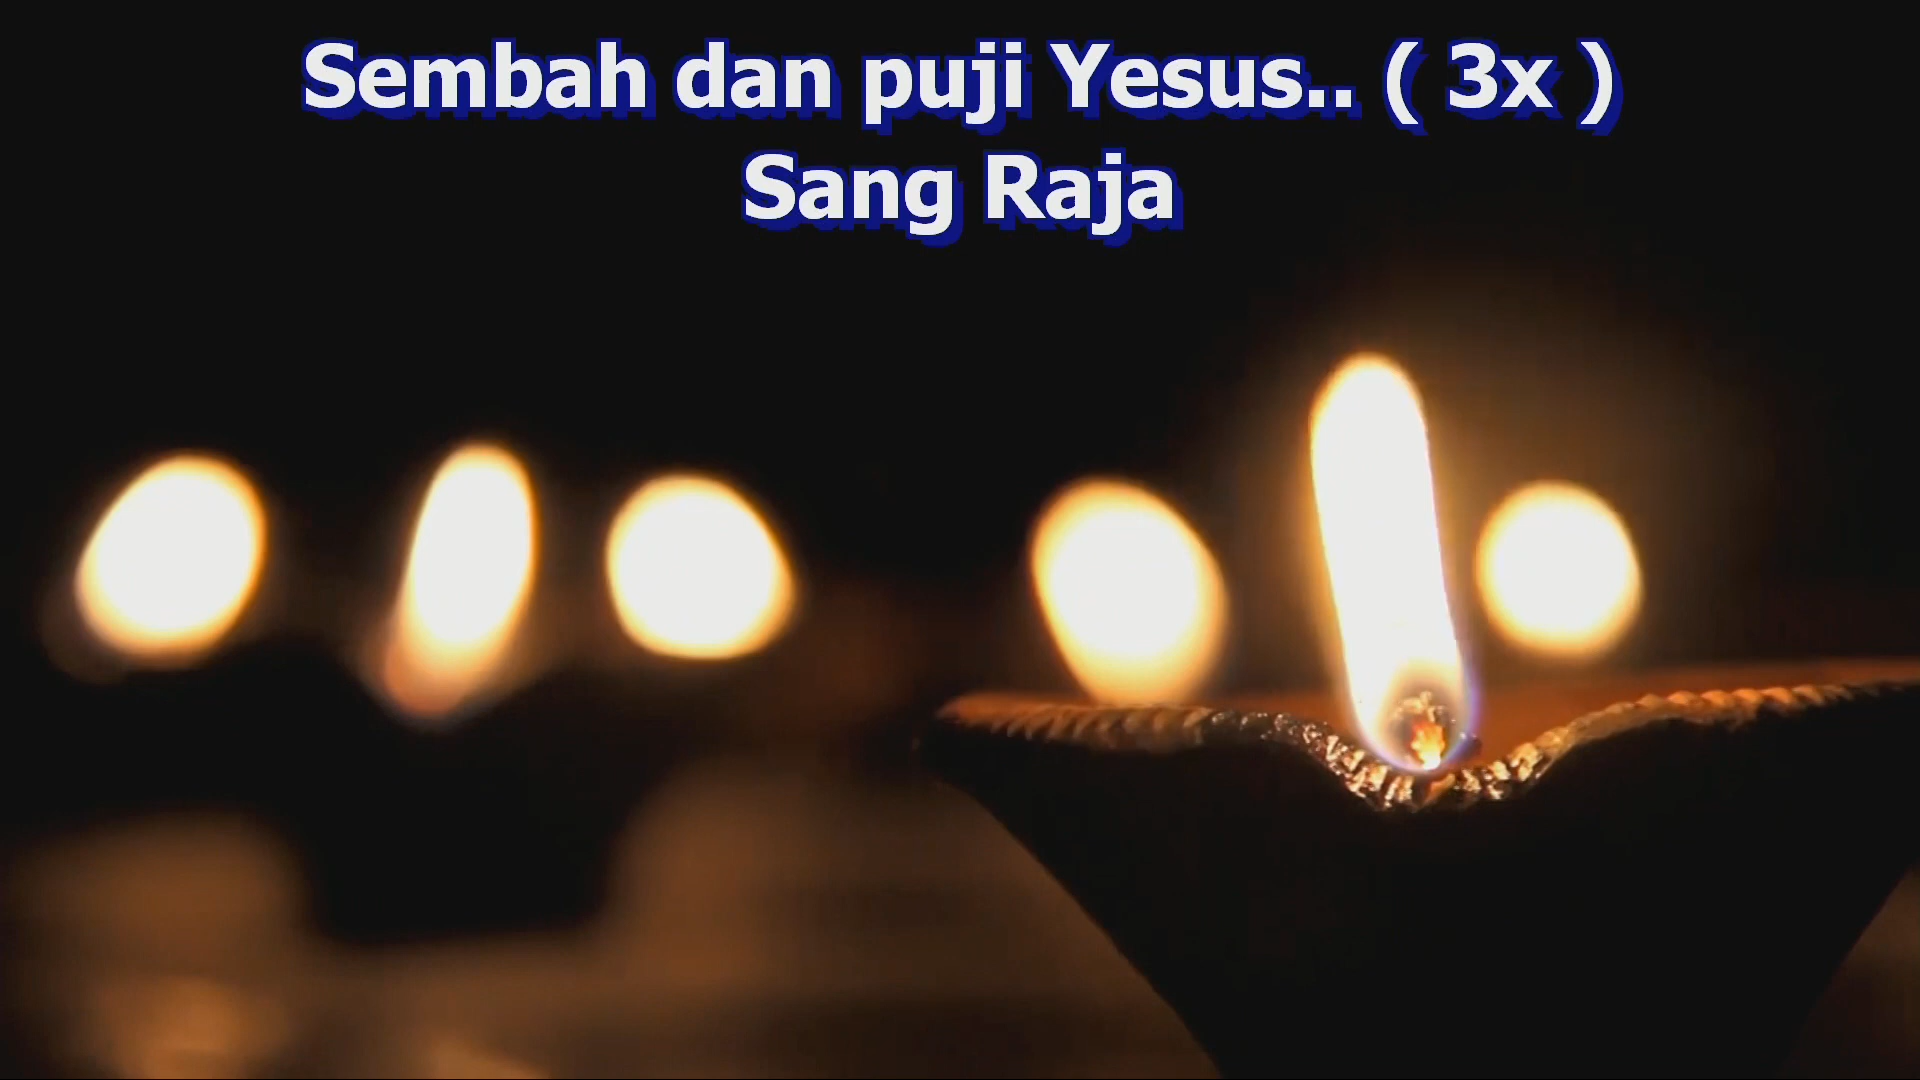 Sembah dan puji Yesus.. ( 3x )
Sang Raja